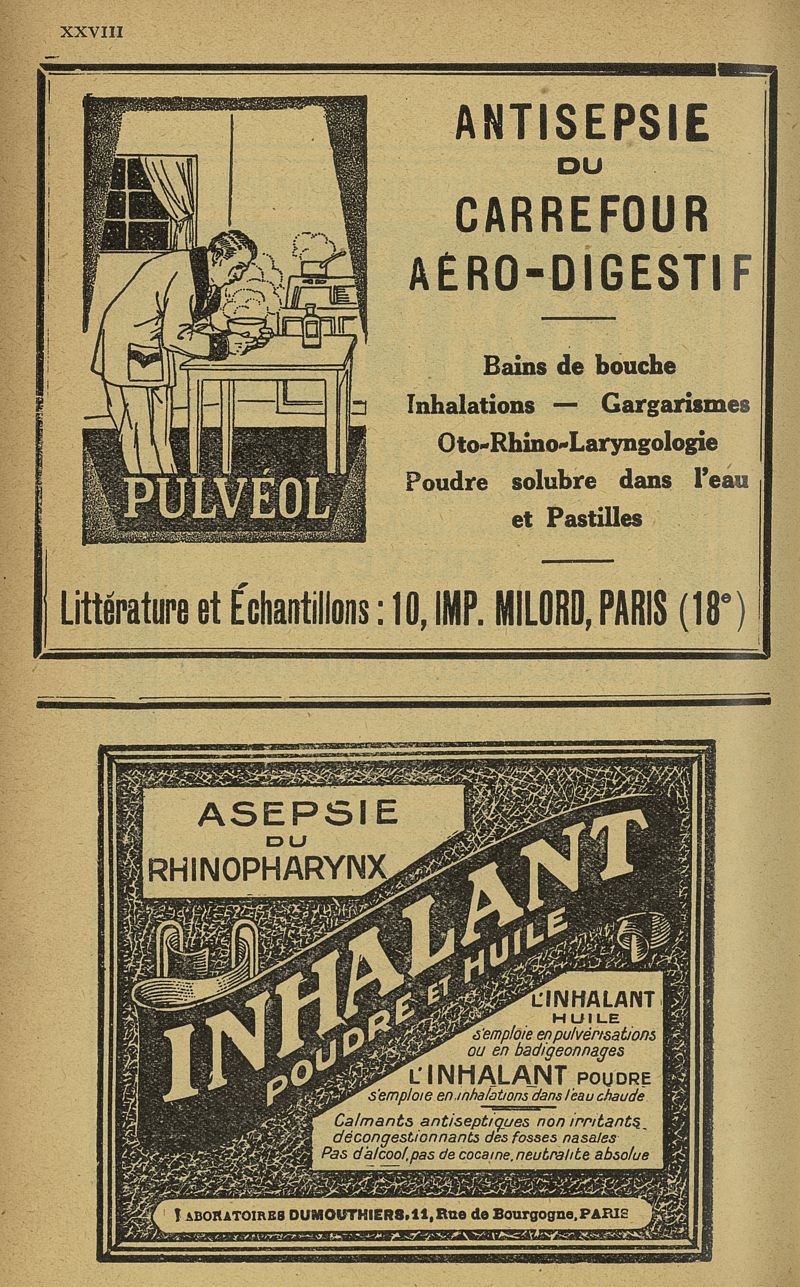 XXVIII
ANTISEPSIE
DU
CARREFOUR
AÉRO-DIGESTIF
Bains de bouche
Inhalations — Gargarismes
Oto-Rhino-Laryngologie
Poudre solubre dans l'eau
et Pastilles
PULVÉOL
Littérature et Échantillons : 10, IMP. MILORD, PARIS (18e)
ASEPSIE
DU
RHINOPHARYNX
INHALANT
POUDRE ET HUILE
L'INHALANT
HUILE
s'emploie en pulvérisations
ou en badigeonnages
L'INHALANT POUDRE
s'emploie en inhalations dans l'eau chaude
Calmants antiseptiques non irritants,
décongestionnants des fosses nasales
Pas d'alcool, pas de cocaine, neutralité absolue
LABORATOIRES DUMOUTHIERS, 11, Rue de Bourgogne, PARIS